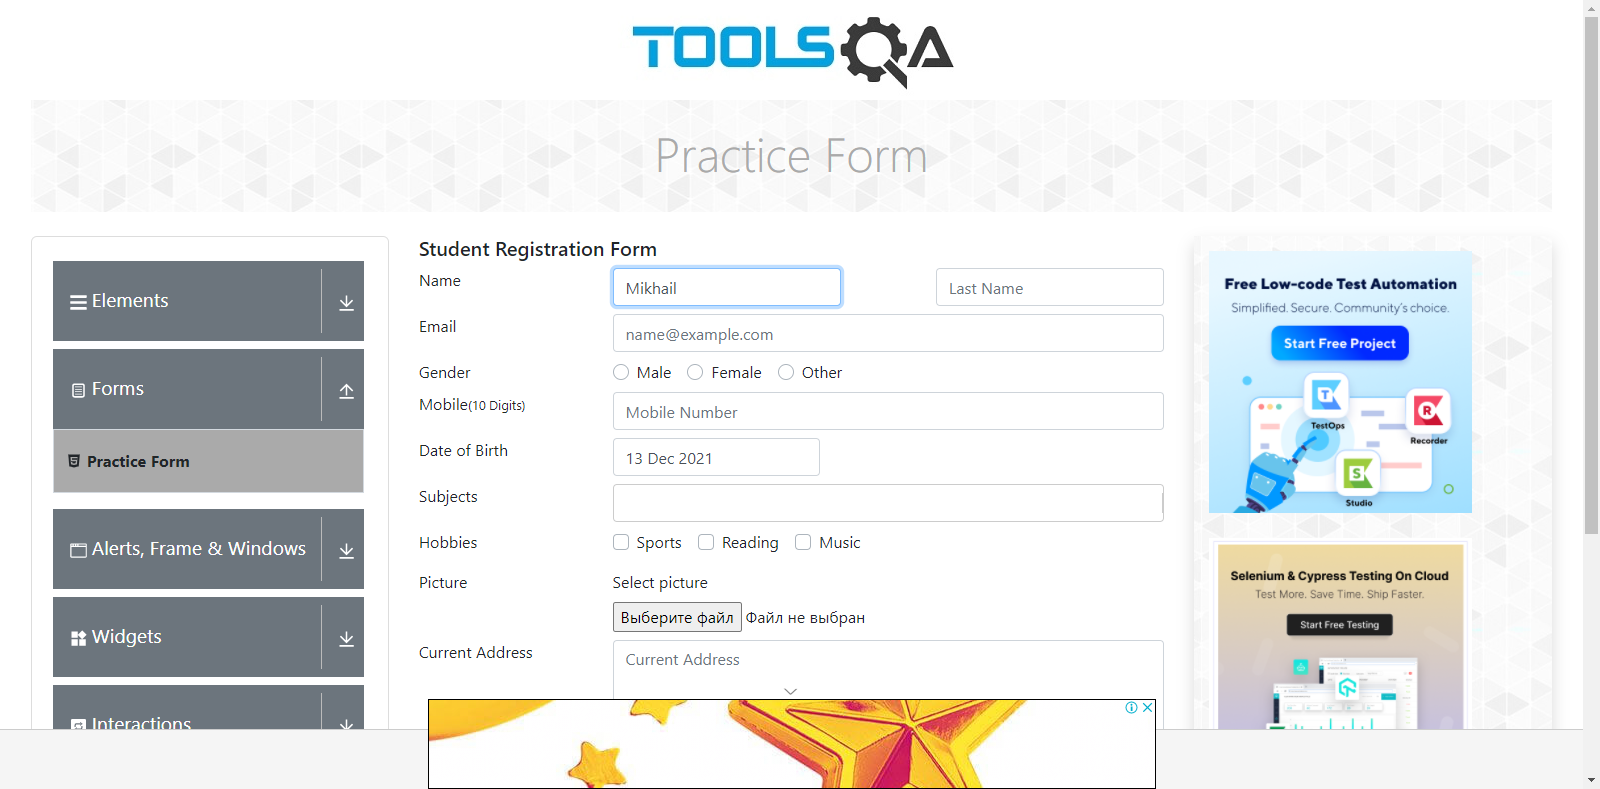 TOOLSQA
Practice Form
Elements
Forms
Practice Form
Alerts, Frame & Windows
Widgets
Interactions
Student Registration Form
Name
Mikhail
Last Name
Email
name@example.com
Gender
Male
Female
Other
Mobile(10 Digits)
Mobile Number
Date of Birth
13 Dec 2021
Subjects
Hobbies
Sports
Reading
Music
Picture
Select picture
Выберите файл
Файл не выбран
Current Address
Current Address
Free Low-code Test Automation
Simplified. Secure. Community's choice.
Start Free Project
T
TestOps
R
Recorder
S
Studio
Selenium & Cypress Testing On Cloud
Test More. Save Time. Ship Faster.
Start Free Testing